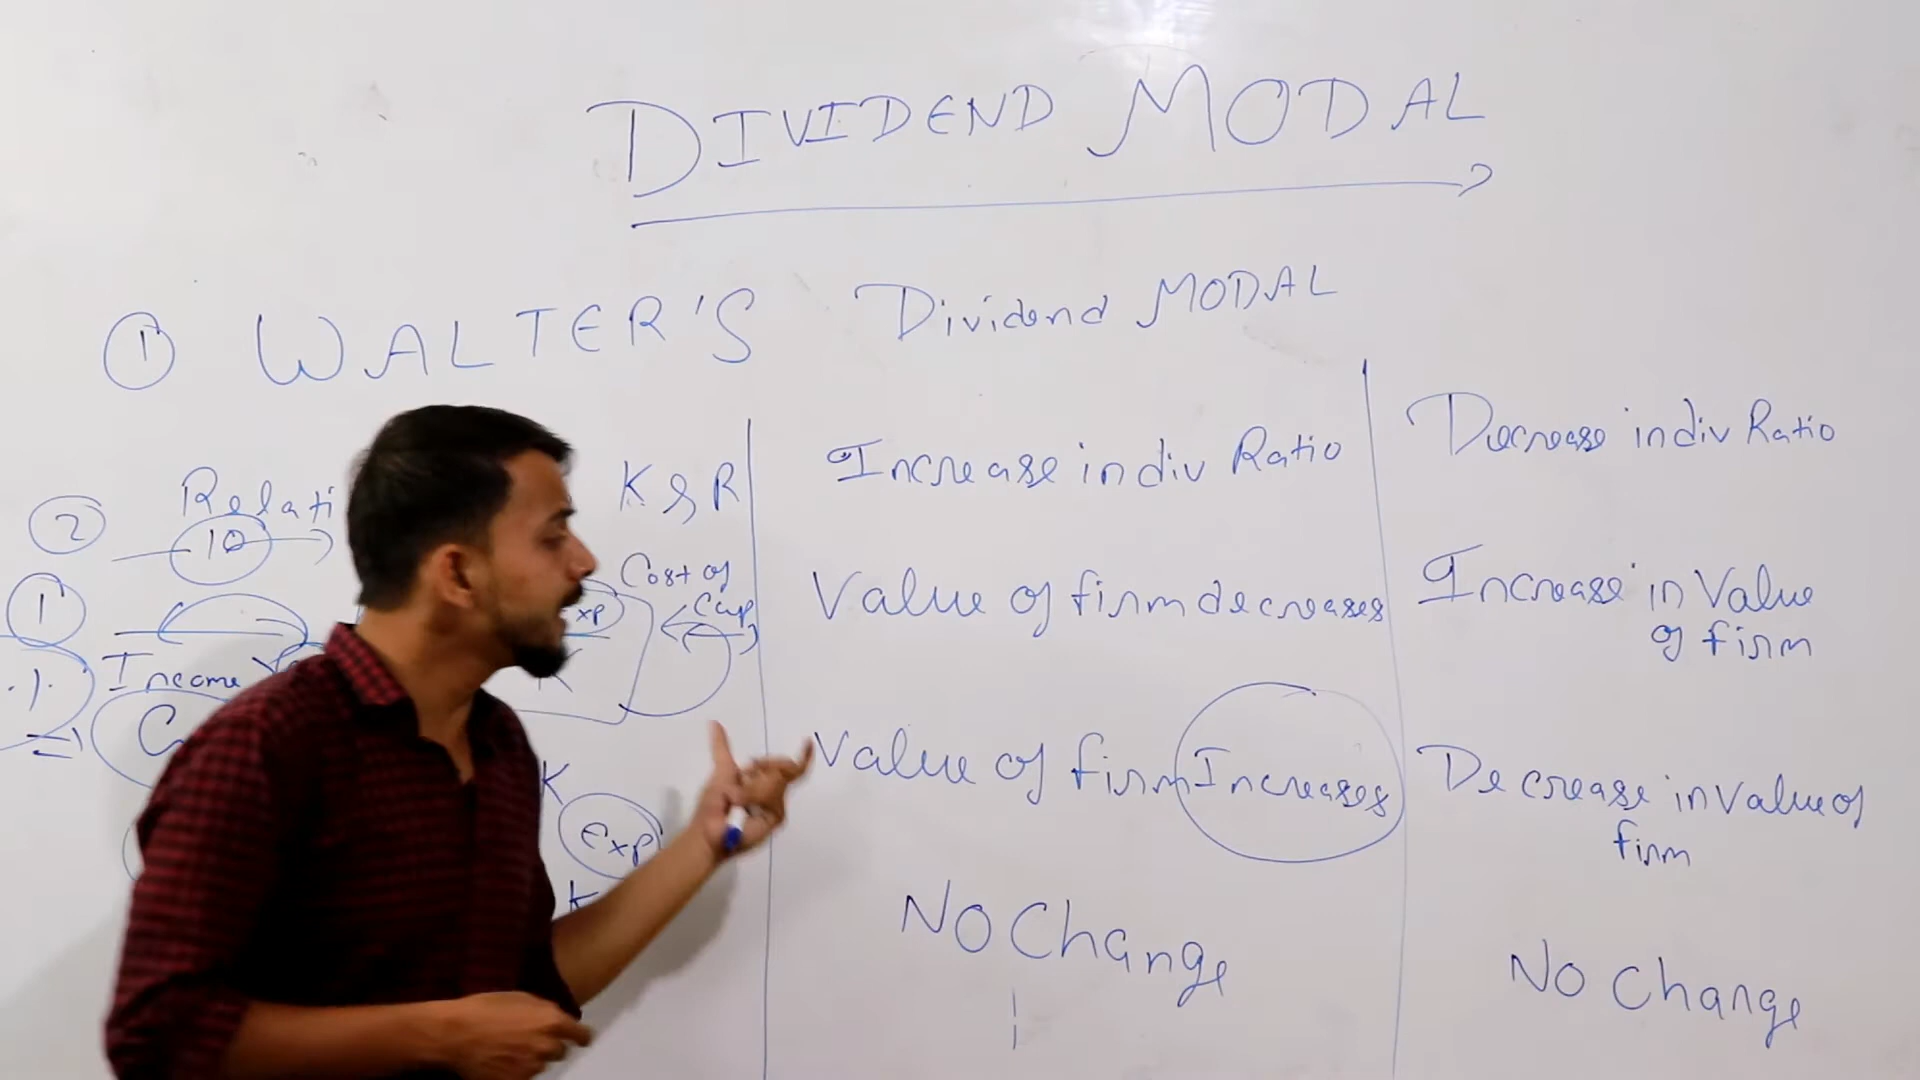 DIVIDEND MODAL
① WALTER'S Dividend MODAL
② Relati K & R
10
Increase in div Ratio
Decrease in div Ratio
① Cost of
Cap
xp
K
Income
Value of firm decreases
Increase in Value
of firm
K
exp
Value of firm Increases
Decrease in Value of
firm
K
No Change
No Change